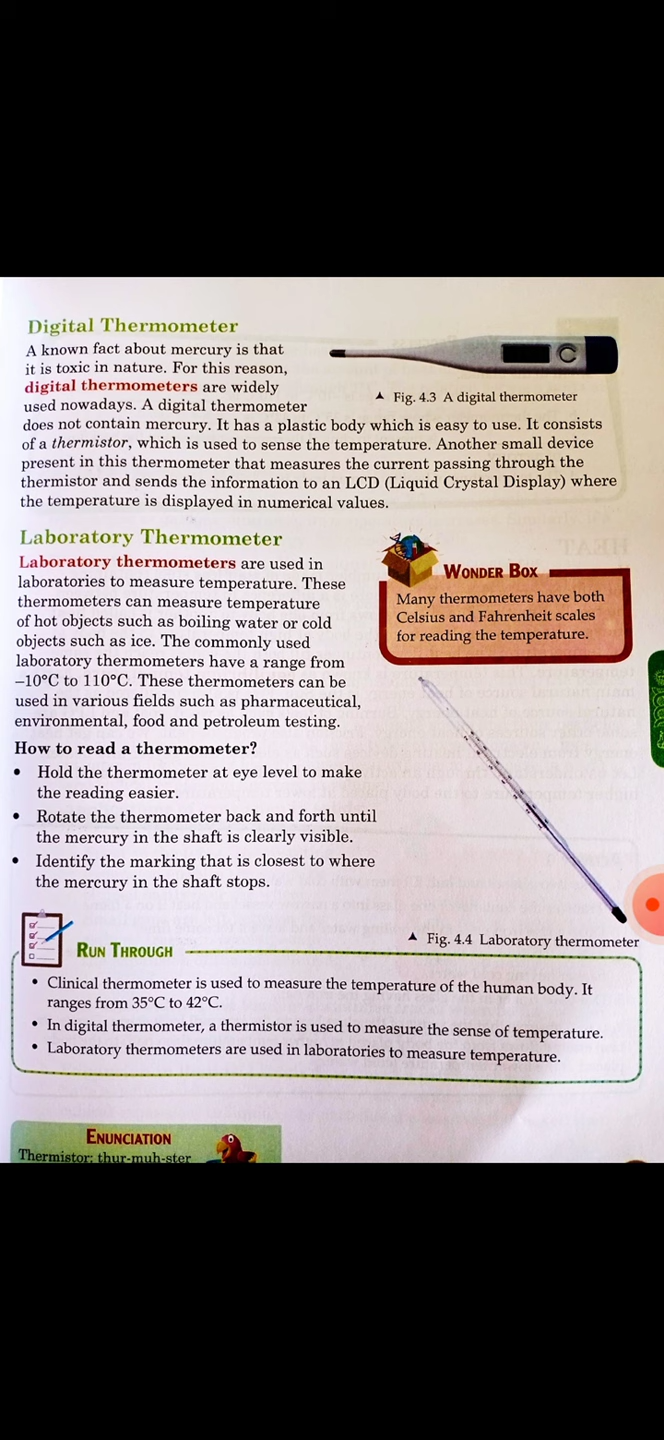 Digital Thermometer
A known fact about mercury is that
it is toxic in nature. For this reason,
digital thermometers are widely
used nowadays. A digital thermometer
▲ Fig. 4.3 A digital thermometer
does not contain mercury. It has a plastic body which is easy to use. It consists
of a thermistor, which is used to sense the temperature. Another small device
present in this thermometer that measures the current passing through the
thermistor and sends the information to an LCD (Liquid Crystal Display) where
the temperature is displayed in numerical values.
Laboratory Thermometer
Laboratory thermometers are used in
laboratories to measure temperature. These
thermometers can measure temperature
of hot objects such as boiling water or cold
objects such as ice. The commonly used
laboratory thermometers have a range from
–10°C to 110°C. These thermometers can be
used in various fields such as pharmaceutical,
environmental, food and petroleum testing.
WONDER BOX
Many thermometers have both
Celsius and Fahrenheit scales
for reading the temperature.
How to read a thermometer?
• Hold the thermometer at eye level to make
the reading easier.
• Rotate the thermometer back and forth until
the mercury in the shaft is clearly visible.
• Identify the marking that is closest to where
the mercury in the shaft stops.
▲ Fig. 4.4 Laboratory thermometer
RUN THROUGH
• Clinical thermometer is used to measure the temperature of the human body. It
ranges from 35°C to 42°C.
• In digital thermometer, a thermistor is used to measure the sense of temperature.
• Laboratory thermometers are used in laboratories to measure temperature.
ENUNCIATION
Thermistor: thur-muh-ster